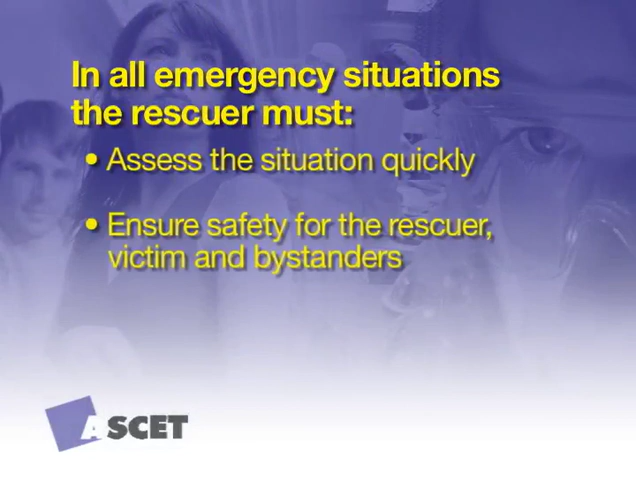 In all emergency situations
the rescuer must:
• Assess the situation quickly
• Ensure safety for the rescuer,
victim and bystanders
ASCET